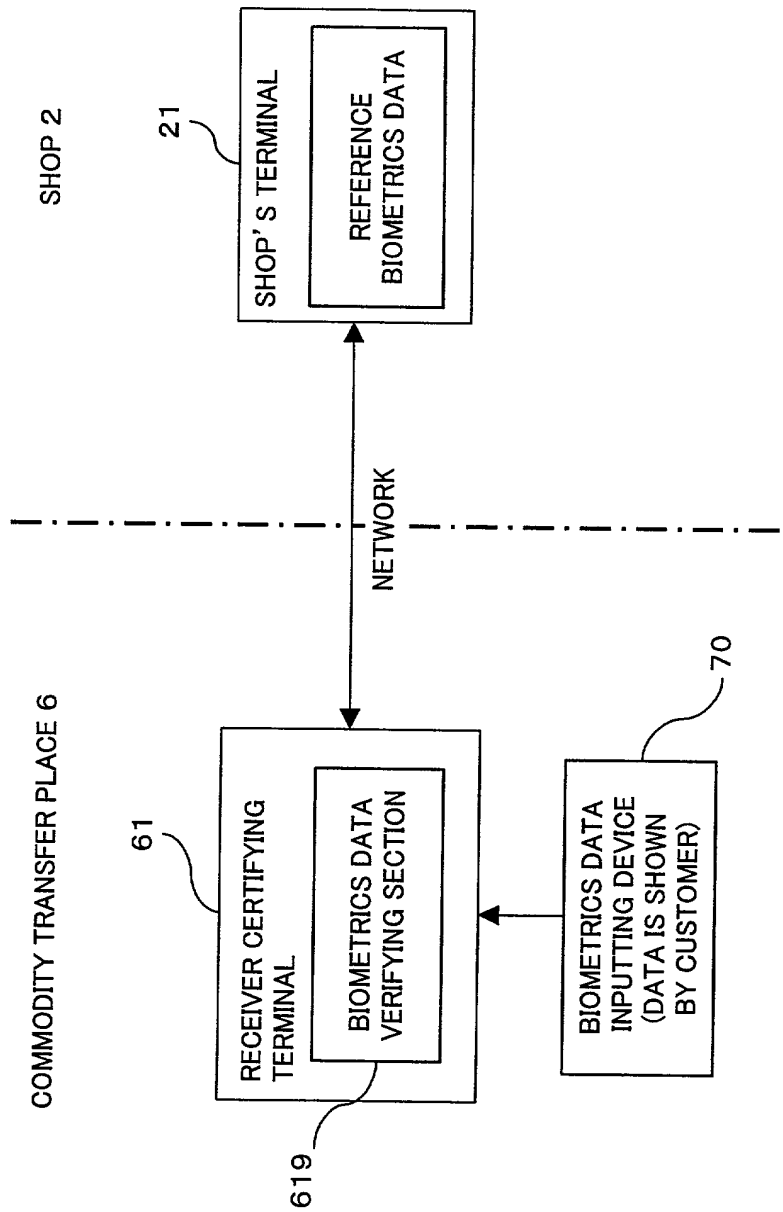 COMMODITY TRANSFER PLACE 6
61
RECEIVER CERTIFYING
TERMINAL
BIOMETRICS DATA
VERIFYING SECTION
619
BIOMETRICS DATA
INPUTTING DEVICE
(DATA IS SHOWN
BY CUSTOMER)
70
NETWORK
SHOP 2
21
SHOP'S TERMINAL
REFERENCE
BIOMETRICS DATA